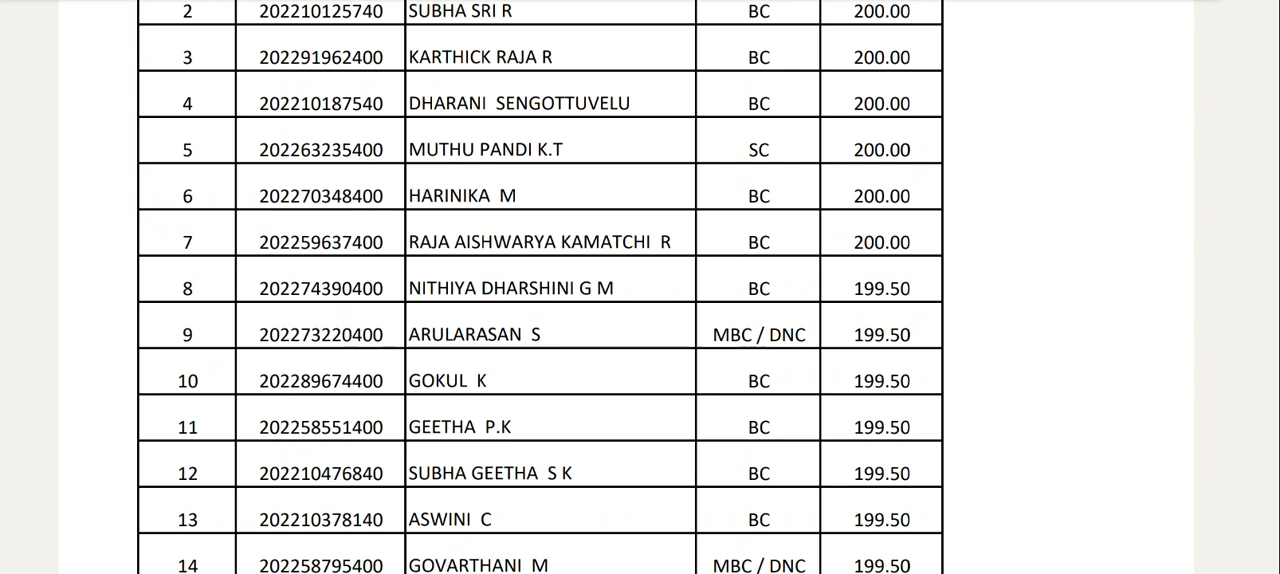 2 202210125740 SUBHA SRI R BC 200.00
3 202291962400 KARTHICK RAJA R BC 200.00
4 202210187540 DHARANI  SENGOTTUVELU BC 200.00
5 202263235400 MUTHU PANDI K.T SC 200.00
6 202270348400 HARINIKA  M BC 200.00
7 202259637400 RAJA AISHWARYA KAMATCHI  R BC 200.00
8 202274390400 NITHIYA DHARSHINI G M BC 199.50
9 202273220400 ARULARASAN  S MBC / DNC 199.50
10 202289674400 GOKUL  K BC 199.50
11 202258551400 GEETHA  P.K BC 199.50
12 202210476840 SUBHA GEETHA  S K BC 199.50
13 202210378140 ASWINI  C BC 199.50
14 202258795400 GOVARTHANI  M MBC / DNC 199.50